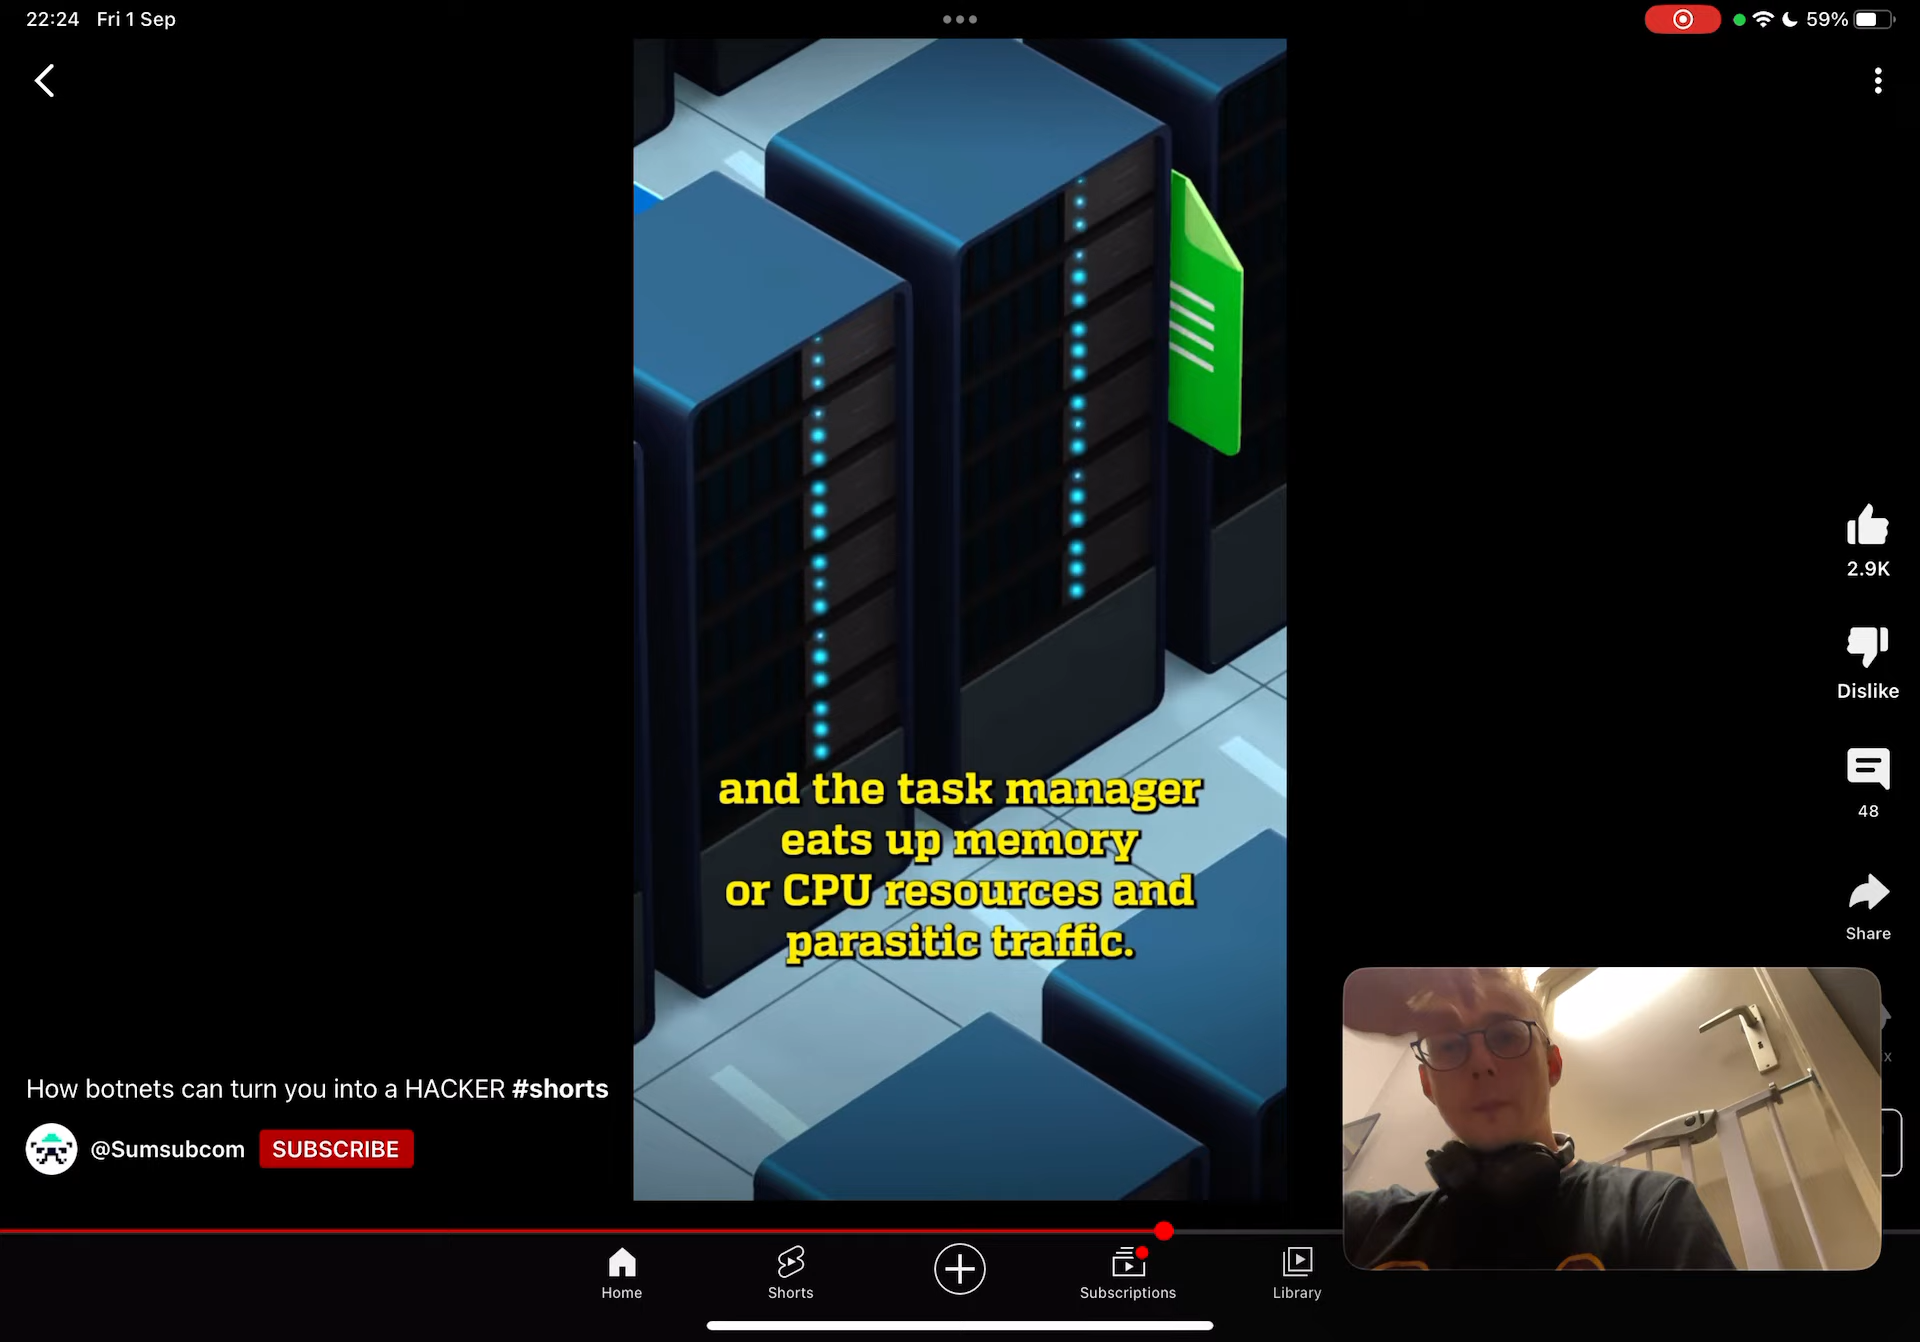 22:24 Fri 1 Sep
59%
and the task manager
eats up memory
or CPU resources and
parasitic traffic.
2.9K
Dislike
48
Share
x
How botnets can turn you into a HACKER #shorts
@Sumsubcom SUBSCRIBE
Home Shorts Subscriptions Library